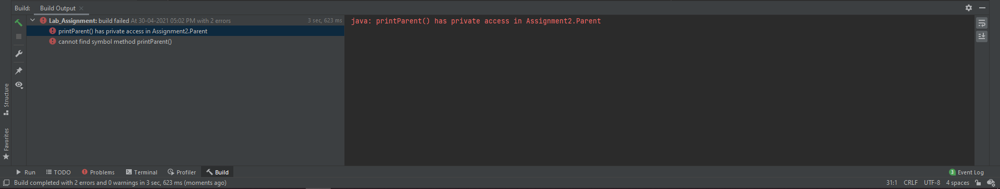 Build: Build Output
Lab_Assignment: build failed At 30-04-2021 05:02 PM with 2 errors 3 sec, 623 ms
printParent() has private access in Assignment2.Parent
cannot find symbol method printParent()
java: printParent() has private access in Assignment2.Parent
Structure
Favorites
Run TODO Problems Terminal Profiler Build 3 Event Log
Build completed with 2 errors and 0 warnings in 3 sec, 623 ms (moments ago) 31:1 CRLF UTF-8 4 spaces